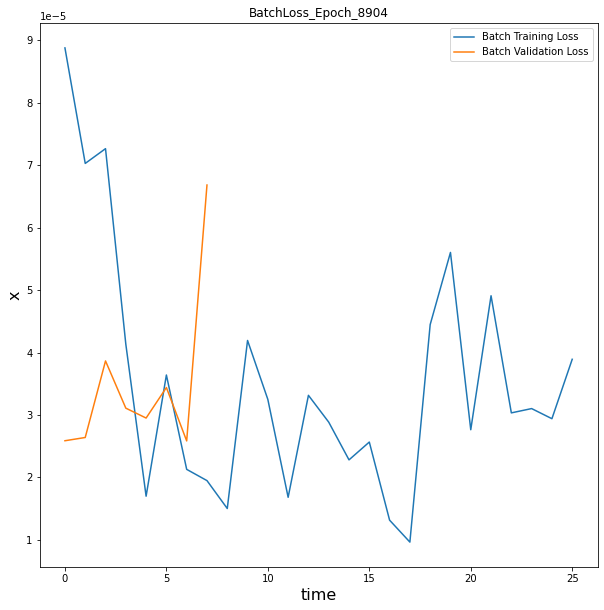 BatchLoss_Epoch_8904
1e−5
Batch Training Loss
Batch Validation Loss
9
8
7
6
5
4
3
2
1
x
0 5 10 15 20 25
time